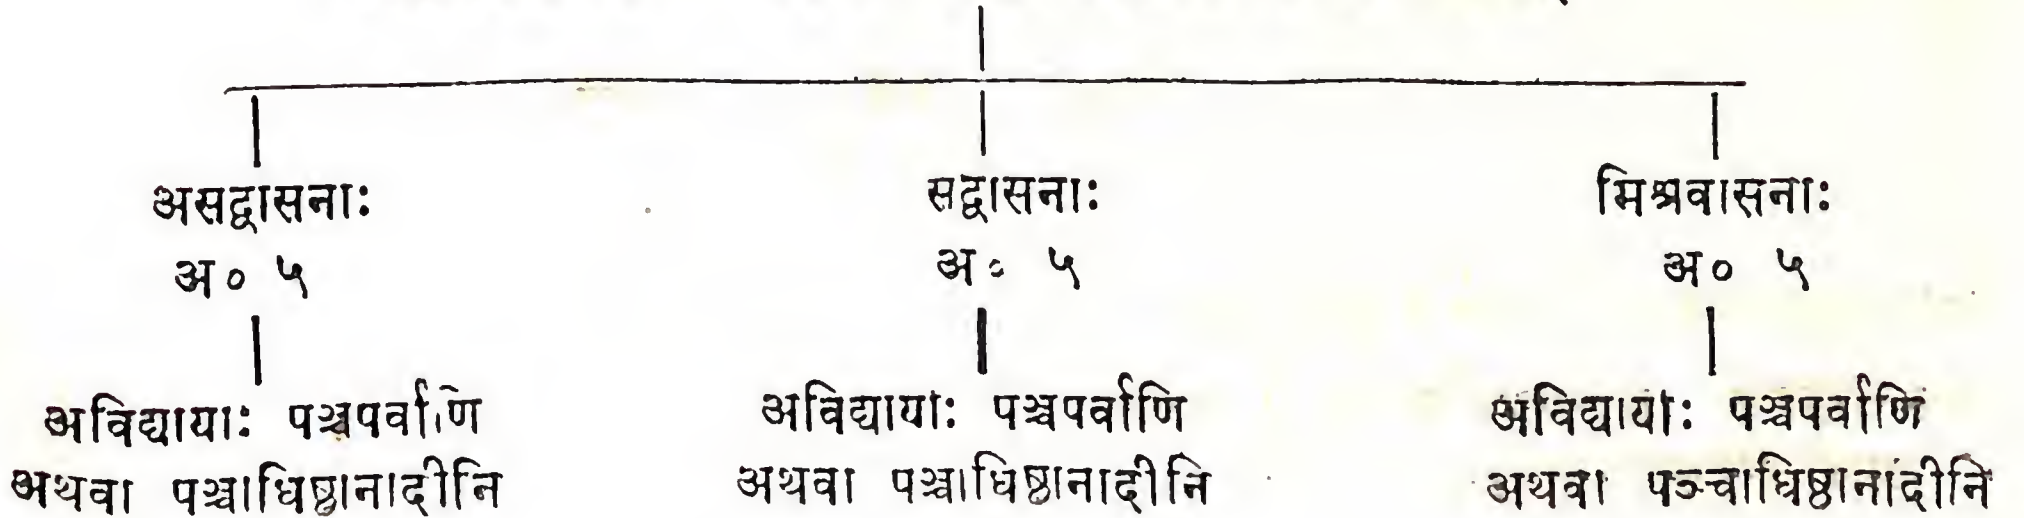 असद्वासनाः सद्वासनाः मिश्रवासनाः
अ० ५ अ० ५ अ० ५
अविद्यायाः पञ्चपर्वाणि अविद्यायाः पञ्चपर्वाणि अविद्यायाः पञ्चपर्वाणि
अथवा पञ्चाधिष्ठानादीनि अथवा पञ्चाधिष्ठानादीनि अथवा पञ्चाधिष्ठानादीनि